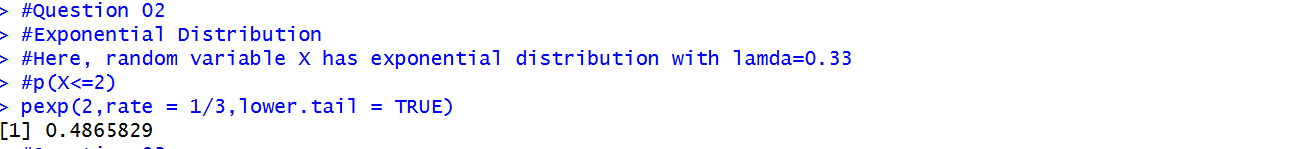 > #Question 02
> #Exponential Distribution
> #Here, random variable X has exponential distribution with lamda=0.33
> #p(X<=2)
> pexp(2,rate = 1/3,lower.tail = TRUE)
[1] 0.4865829